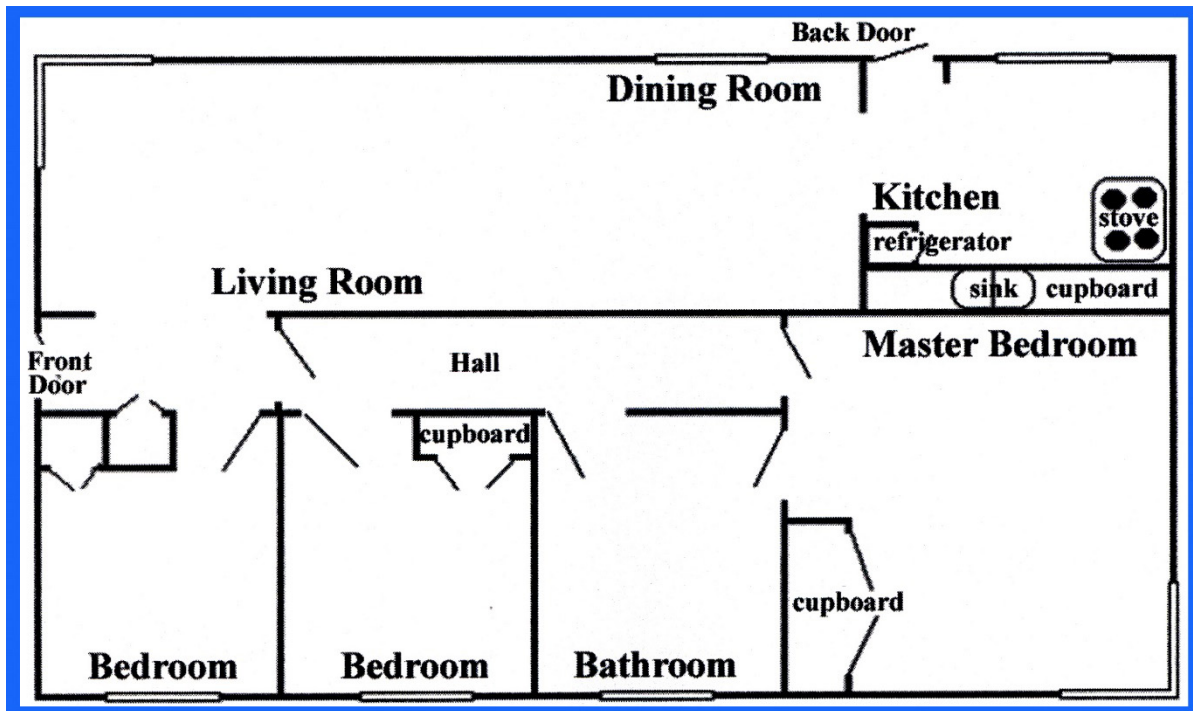 Back Door
Dining Room
Kitchen
stove
refrigerator
Living Room
sink
cupboard
Master Bedroom
Hall
Front
Door
cupboard
cupboard
Bedroom
Bedroom
Bathroom